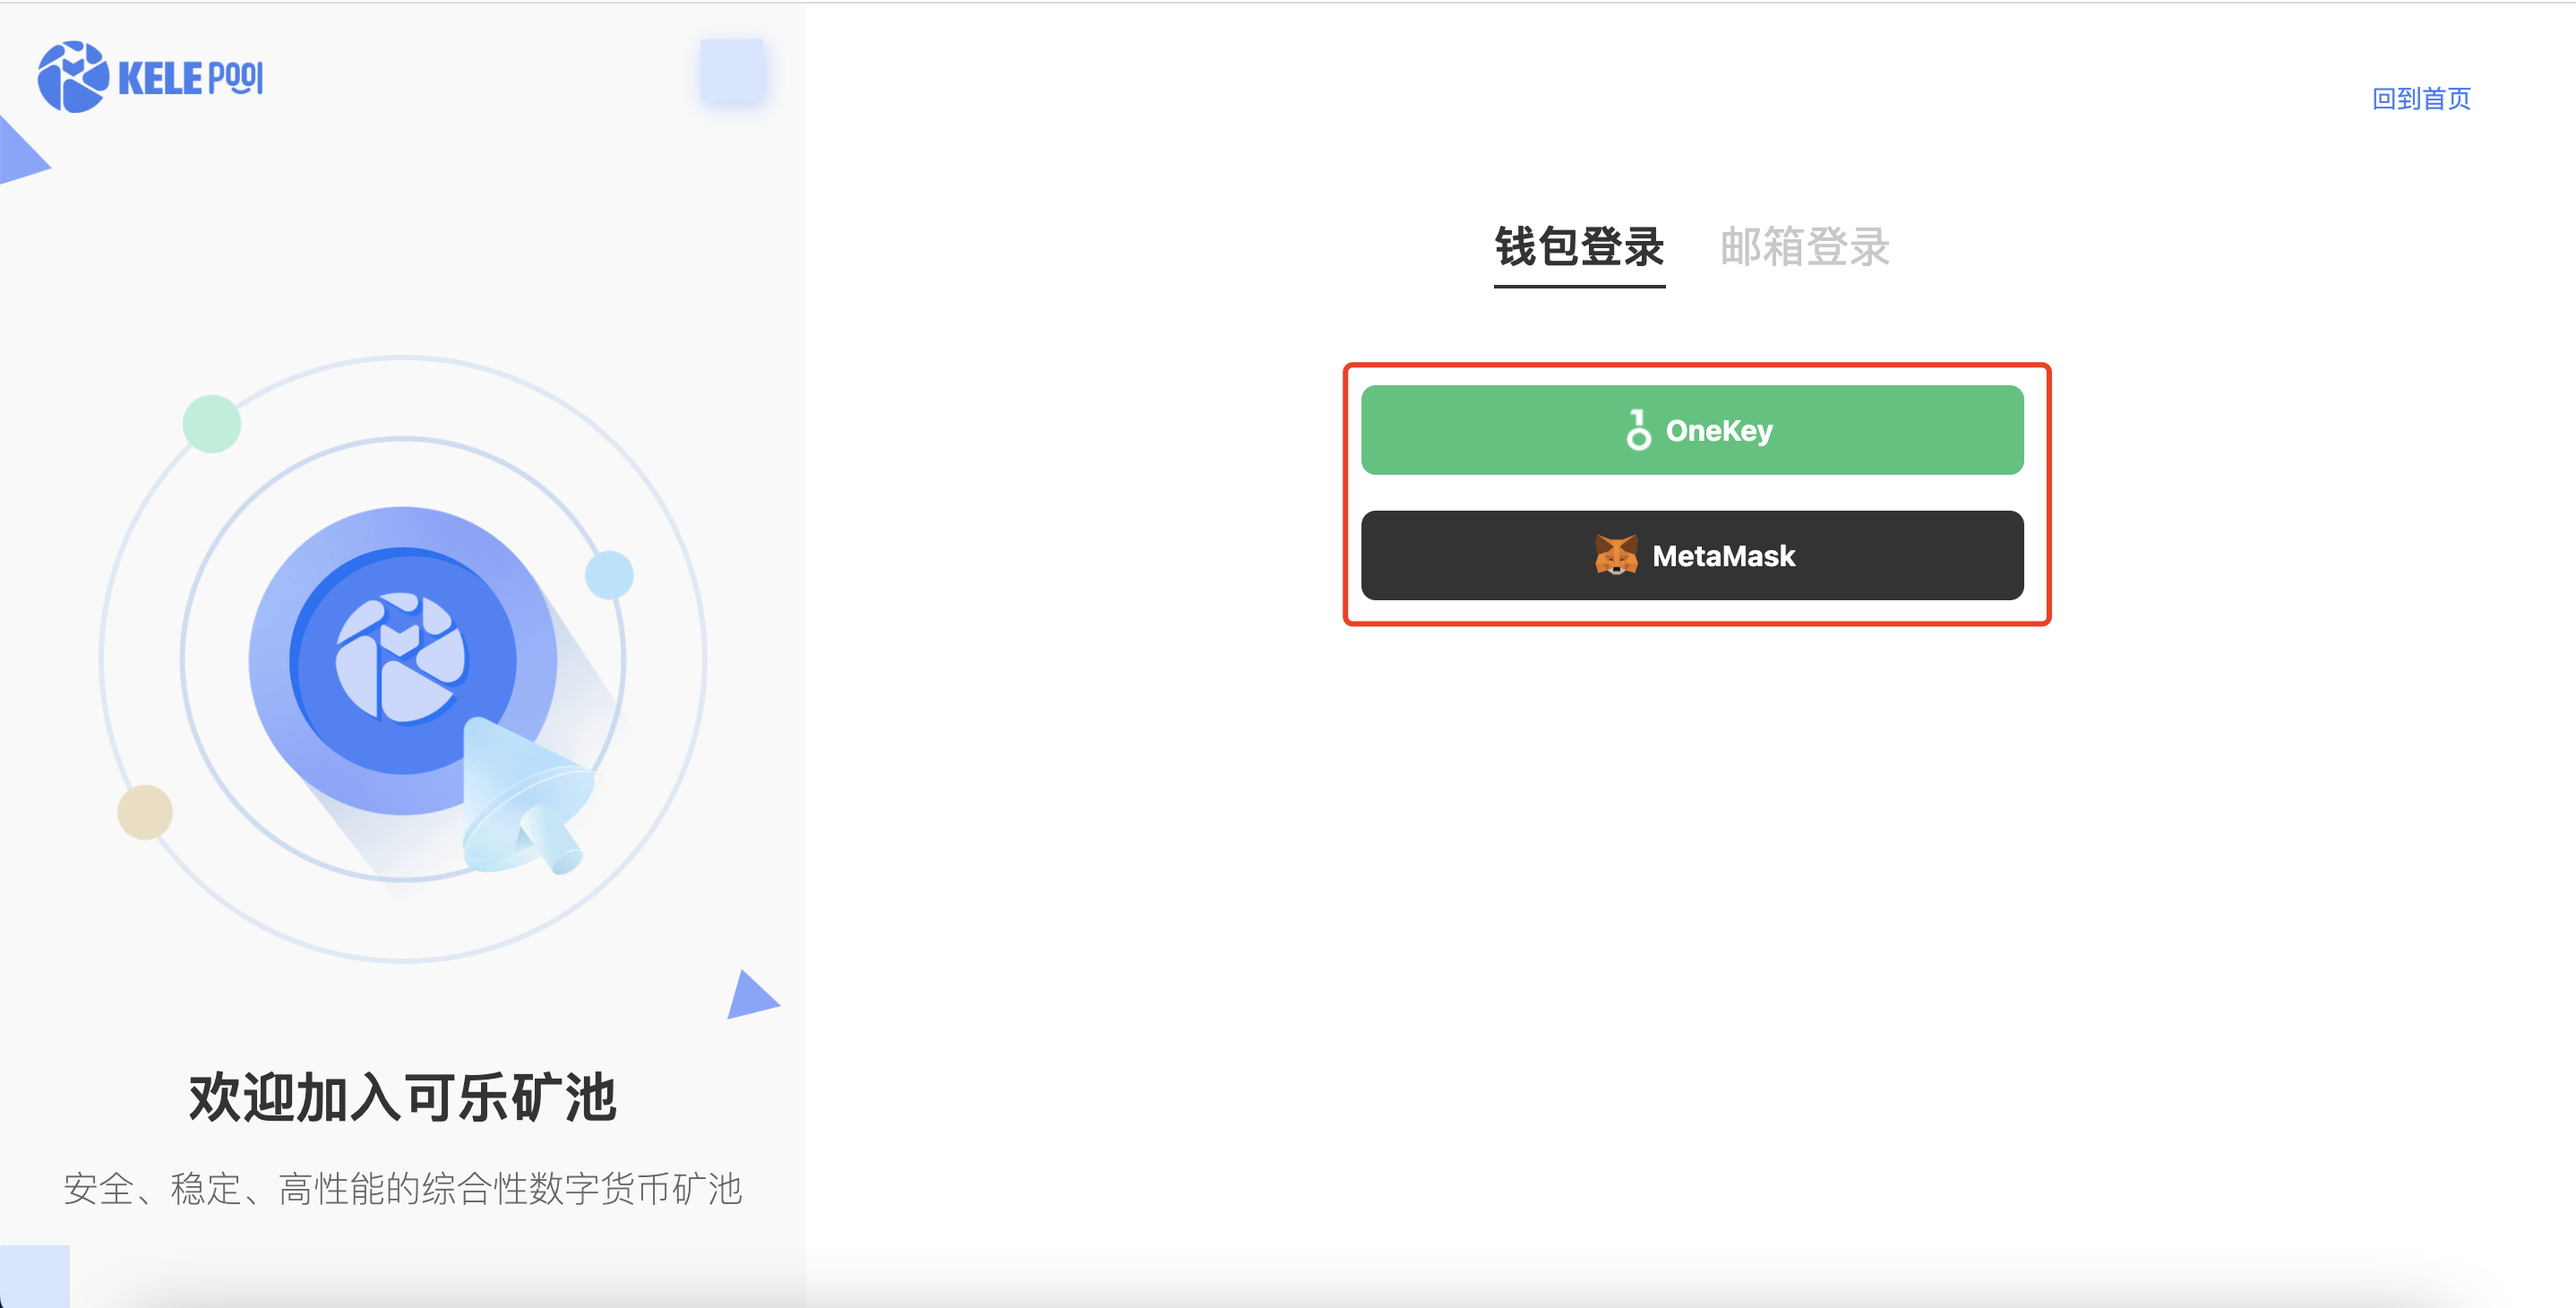 KELE POOL
回到首页
钱包登录 邮箱登录
OneKey
MetaMask
欢迎加入可乐矿池
安全、稳定、高性能的综合性数字货币矿池